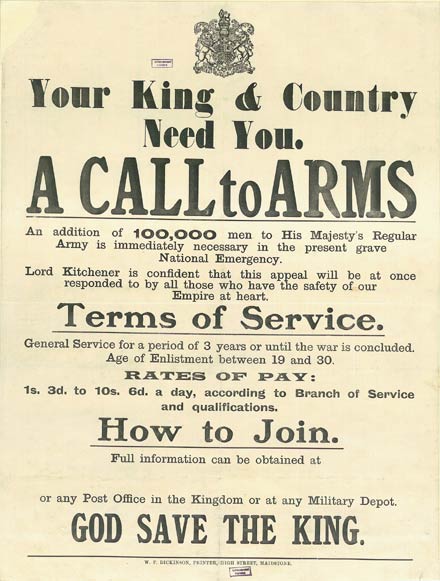 Your King & Country
Need You.
A CALL to ARMS
An addition of 100,000 men to His Majesty's Regular
Army is immediately necessary in the present grave
National Emergency.
Lord Kitchener is confident that this appeal will be at once
responded to by all those who have the safety of our
Empire at heart.
Terms of Service.
General Service for a period of 3 years or until the war is concluded.
Age of Enlistment between 19 and 30.
RATES OF PAY:
1s. 3d. to 10s. 6d. a day, according to Branch of Service
and qualifications.
How to Join.
Full information can be obtained at
or any Post Office in the Kingdom or at any Military Depot.
GOD SAVE THE KING.
W. P. DICKINSON, PRINTER, HIGH STREET, MAIDSTONE.